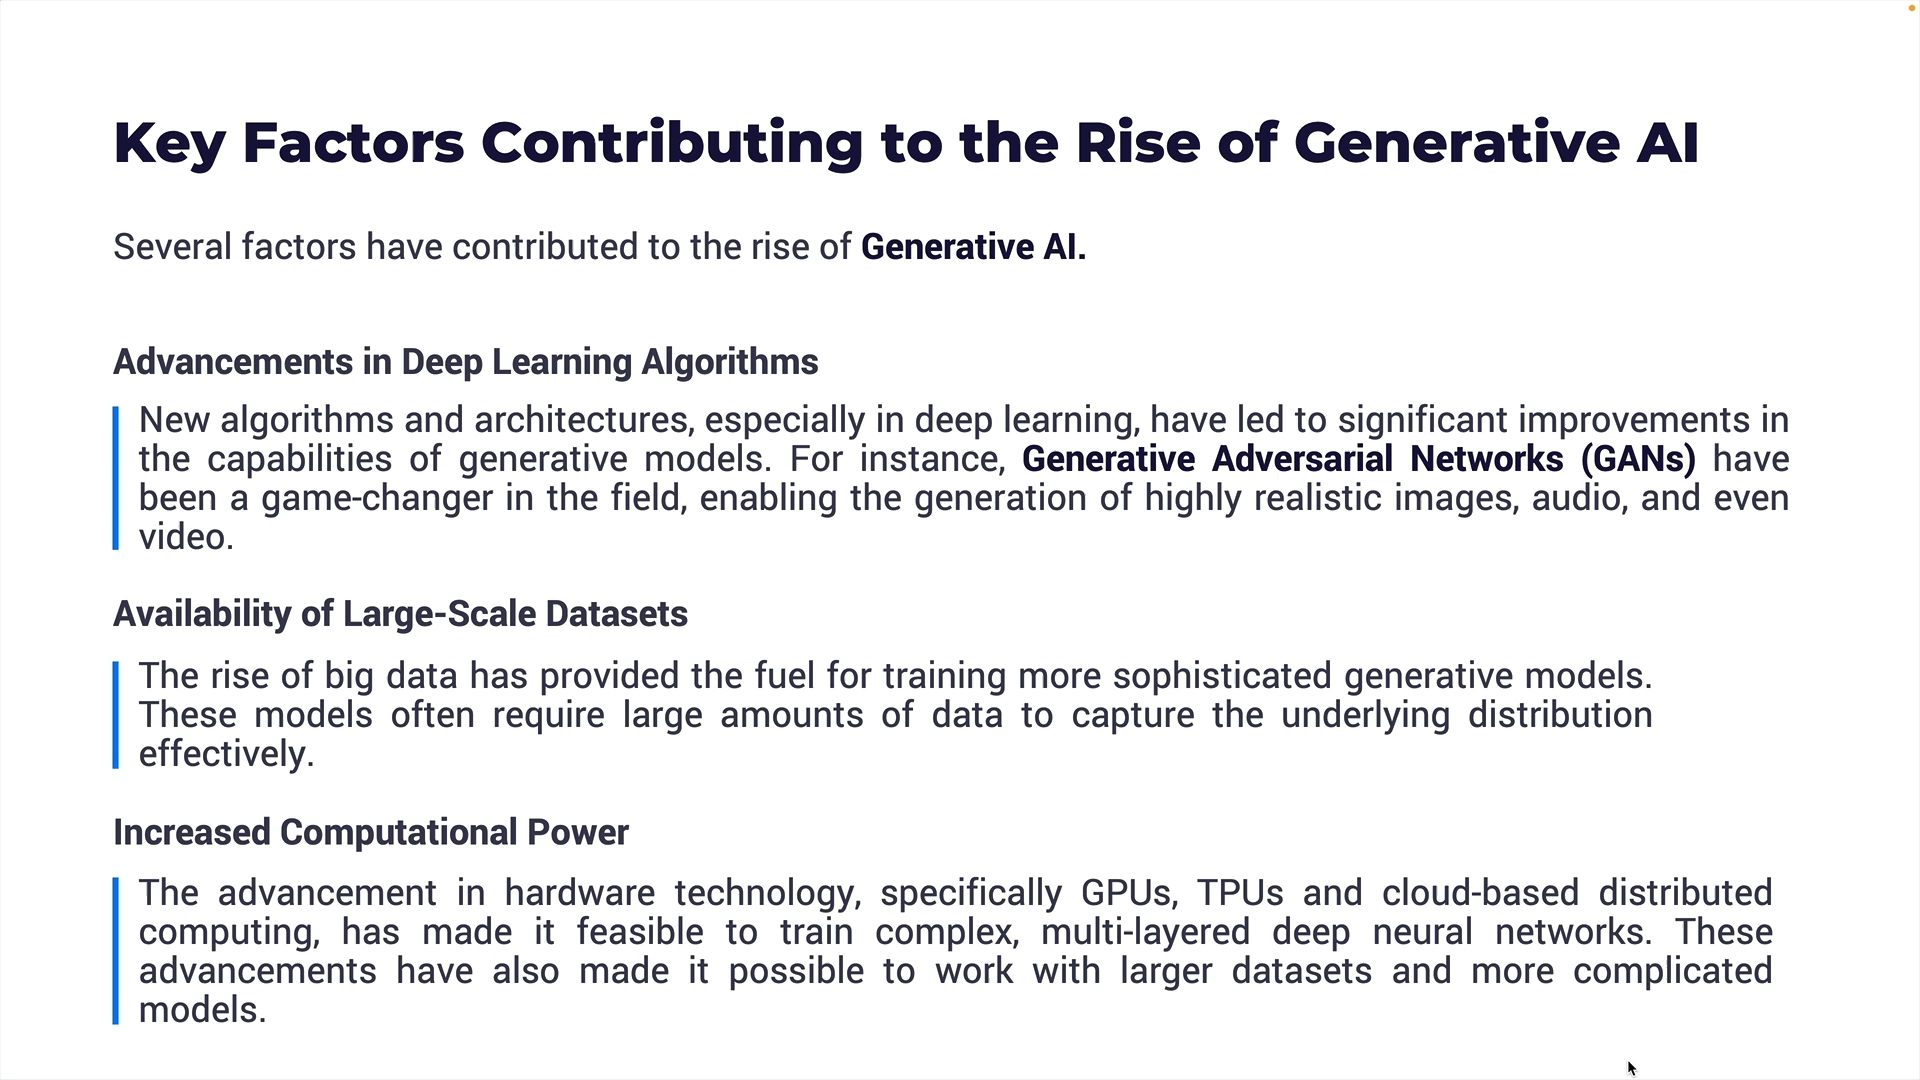 Key Factors Contributing to the Rise of Generative AI
Several factors have contributed to the rise of Generative AI.
Advancements in Deep Learning Algorithms
New algorithms and architectures, especially in deep learning, have led to significant improvements in
the capabilities of generative models. For instance, Generative Adversarial Networks (GANs) have
been a game-changer in the field, enabling the generation of highly realistic images, audio, and even
video.
Availability of Large-Scale Datasets
The rise of big data has provided the fuel for training more sophisticated generative models.
These models often require large amounts of data to capture the underlying distribution
effectively.
Increased Computational Power
The advancement in hardware technology, specifically GPUs, TPUs and cloud-based distributed
computing, has made it feasible to train complex, multi-layered deep neural networks. These
advancements have also made it possible to work with larger datasets and more complicated
models.